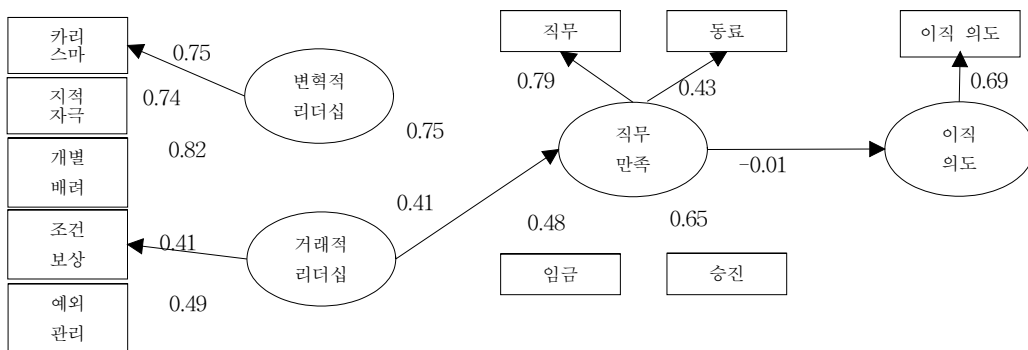 카리
스마
0.75
지적
자극
0.74
개별
배려
0.82
조건
보상
0.41
예외
관리
0.49
변혁적
리더십
0.75
거래적
리더십
0.41
직무
동료
0.79
0.43
직무
만족
-0.01
0.48
0.65
임금
승진
이직 의도
0.69
이직
의도